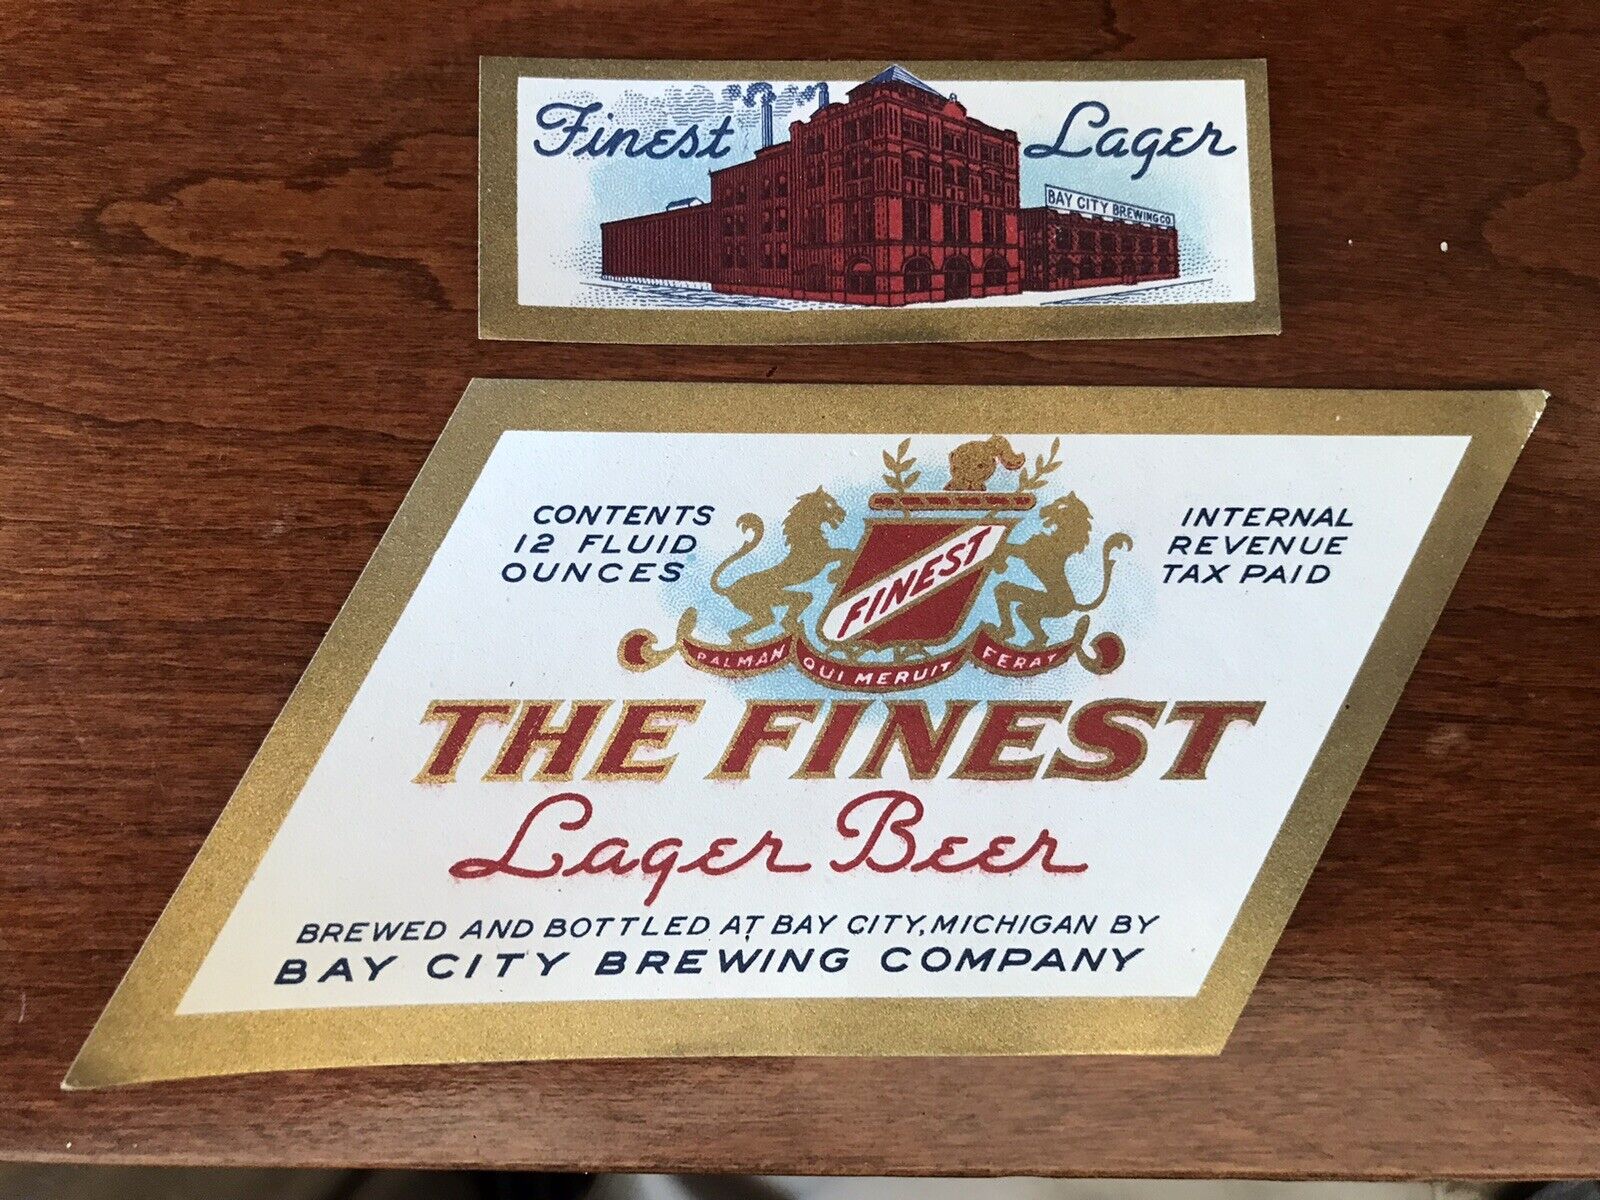 Finest Lager
BAY CITY BREWING CO.
CONTENTS
12 FLUID
OUNCES
INTERNAL
REVENUE
TAX PAID
FINEST
PALMAN QUI MERUIT FERAT
THE FINEST
Lager Beer
BREWED AND BOTTLED AT BAY CITY, MICHIGAN BY
BAY CITY BREWING COMPANY